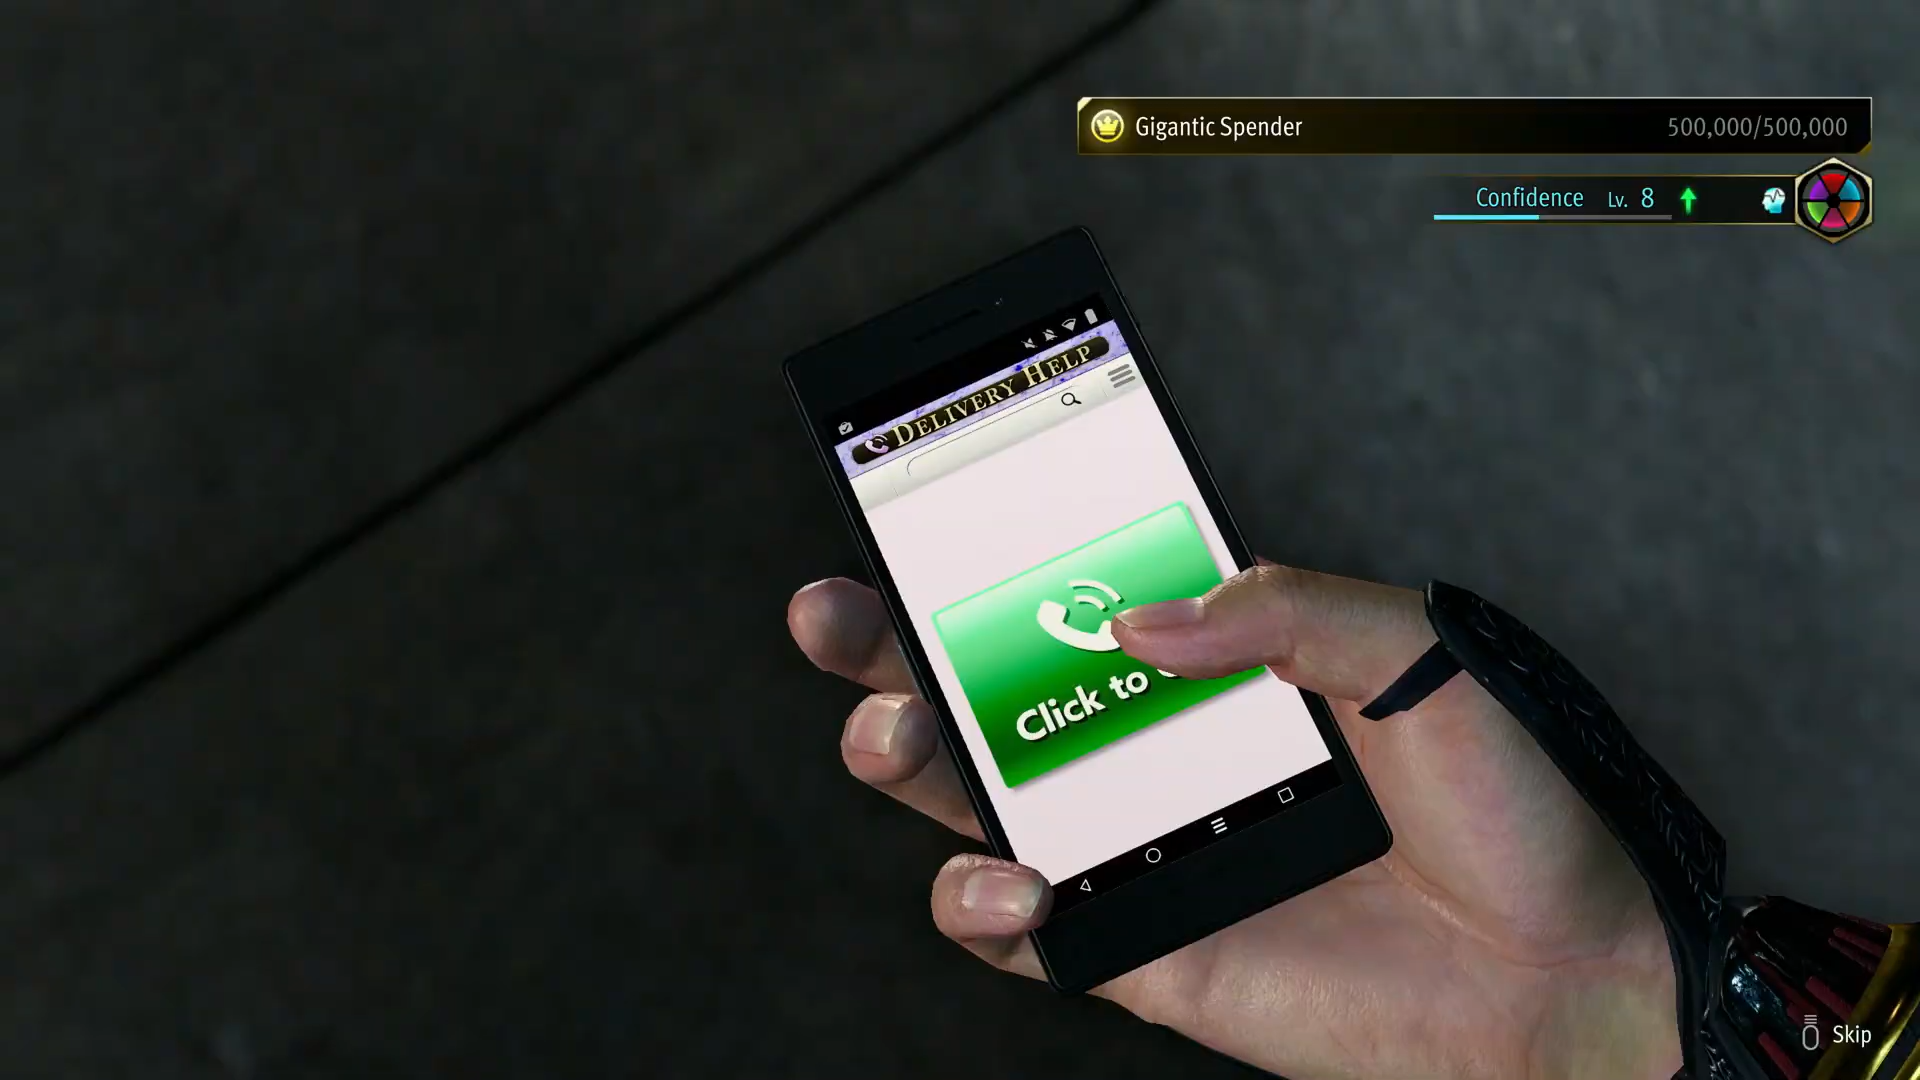 Gigantic Spender 500,000/500,000
Confidence Lv. 8
DELIVERY HELP
Click to
Skip